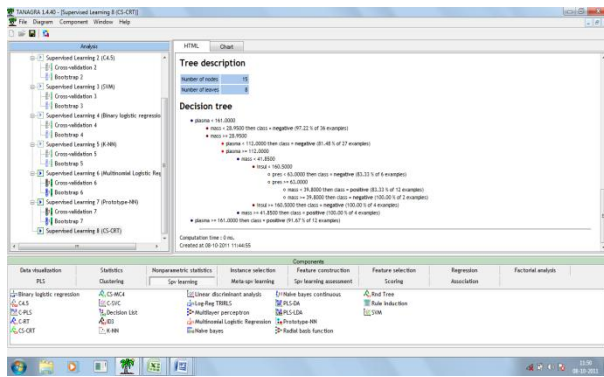 TANAGRA 1.4.40 - [Supervised Learning 8 (CS-CRT)]
File Diagram Component Window Help
Analysis
Supervised Learning 2 (C4.5)
Cross-validation 2
Bootstrap 2
Supervised Learning 3 (SVM)
Cross-validation 3
Bootstrap 3
Supervised Learning 4 (Binary logistic regressio
Cross-validation 4
Bootstrap 4
Supervised Learning 5 (K-NN)
Cross-validation 5
Bootstrap 5
Supervised Learning 6 (Multinomial Logistic Reg
Cross-validation 6
Bootstrap 6
Supervised Learning 7 (Prototype-NN)
Cross-validation 7
Bootstrap 7
Supervised Learning 8 (CS-CRT)
HTML Chart
Tree description
Number of nodes 15
Number of leaves 8
Decision tree
plasma < 161.0000
mass < 28.9500 then class = negative (97.22 % of 36 examples)
mass >= 28.9500
plasma < 112.0000 then class = negative (81.48 % of 27 examples)
plasma >= 112.0000
mass < 41.8500
insul < 160.5000
pres < 63.0000 then class = negative (83.33 % of 6 examples)
pres >= 63.0000
mass < 39.8000 then class = positive (83.33 % of 12 examples)
mass >= 39.8000 then class = negative (100.00 % of 2 examples)
insul >= 160.5000 then class = negative (100.00 % of 4 examples)
mass >= 41.8500 then class = positive (100.00 % of 4 examples)
plasma >= 161.0000 then class = positive (91.67 % of 12 examples)
Computation time : 0 ms.
Created at 08-10-2011 11:44:55
Components
Data visualization Statistics Nonparametric statistics Instance selection Feature construction Feature selection Regression Factorial analysis
PLS Clustering Spv learning Meta-spv learning Spv learning assessment Scoring Association
Binary logistic regression CS-MC4 Linear discriminant analysis Naive bayes continuous Rnd Tree
C4.5 C-SVC Log-Reg TRIRLS PLS-DA Rule Induction
C-PLS Decision List Multilayer perceptron PLS-LDA SVM
C-RT ID3 Multinomial Logistic Regression Prototype-NN
CS-CRT K-NN Naive bayes Radial basis function
08-10-2011